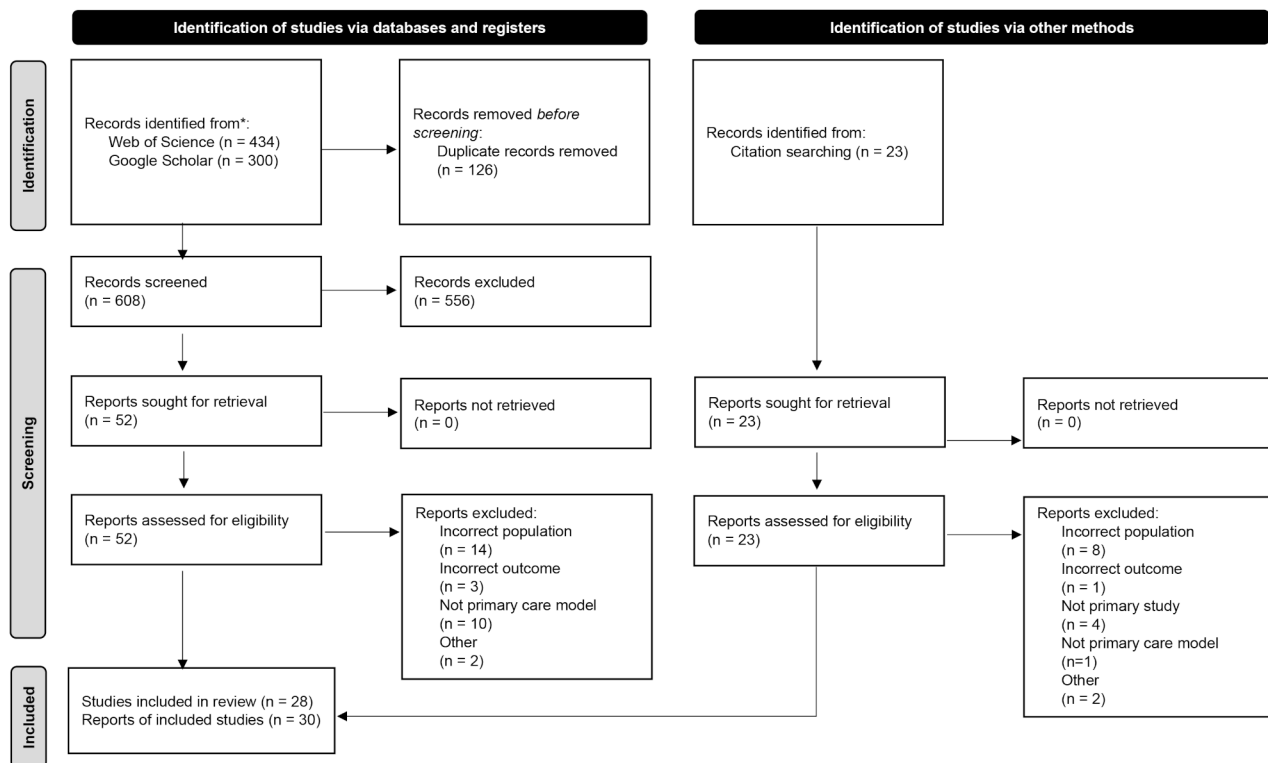 Identification of studies via databases and registers
Identification of studies via other methods
Identification
Records identified from*:
Web of Science (n = 434)
Google Scholar (n = 300)
Records removed before
screening:
Duplicate records removed
(n = 126)
Records identified from:
Citation searching (n = 23)
Screening
Records screened
(n = 608)
Records excluded
(n = 556)
Reports sought for retrieval
(n = 52)
Reports not retrieved
(n = 0)
Reports sought for retrieval
(n = 23)
Reports not retrieved
(n = 0)
Reports assessed for eligibility
(n = 52)
Reports excluded:
Incorrect population
(n = 14)
Incorrect outcome
(n = 3)
Not primary care model
(n = 10)
Other
(n = 2)
Reports assessed for eligibility
(n = 23)
Reports excluded:
Incorrect population
(n = 8)
Incorrect outcome
(n = 1)
Not primary study
(n = 4)
Not primary care model
(n=1)
Other
(n = 2)
Included
Studies included in review (n = 28)
Reports of included studies (n = 30)